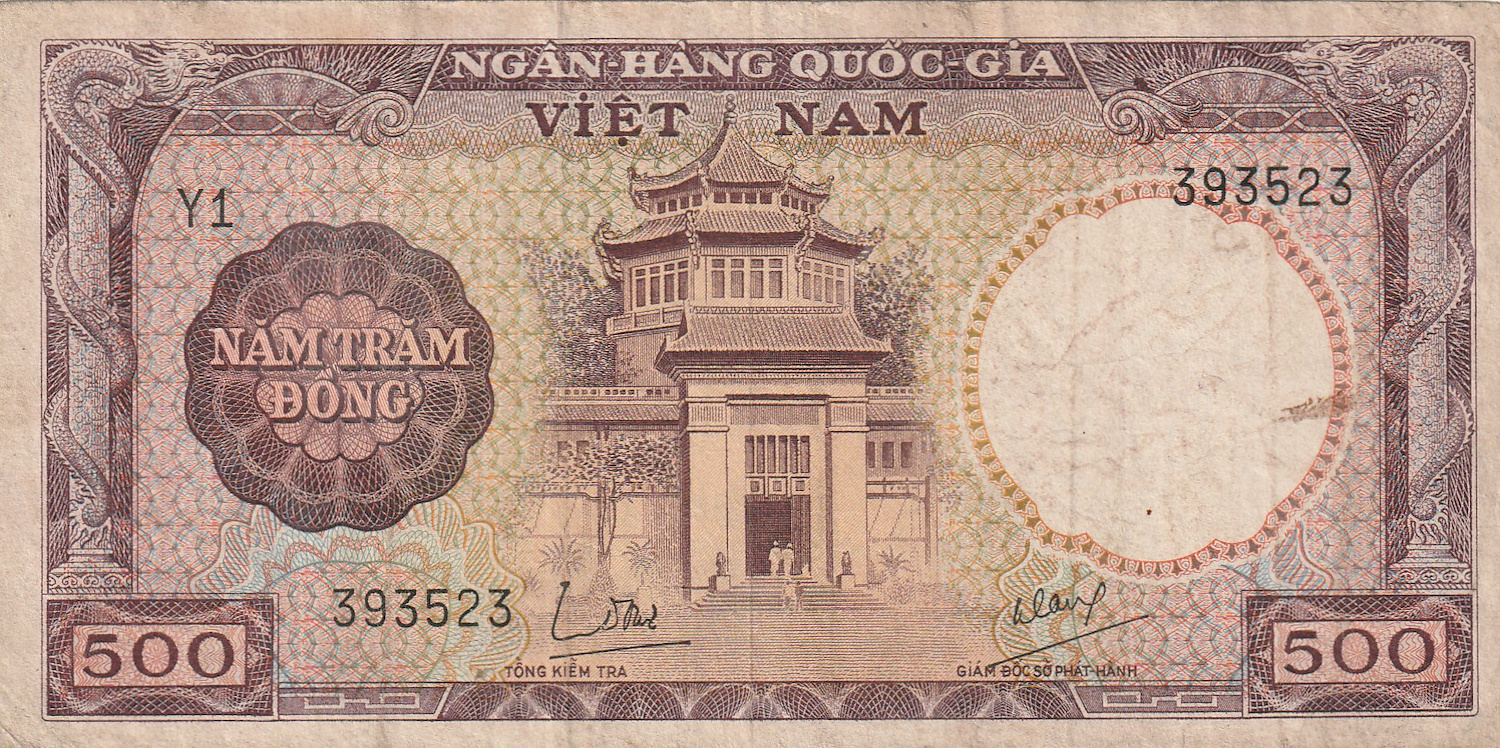 NGÂN-HÀNG QUỐC-GIA
VIỆT NAM
Y1
393523
NĂM TRĂM
ĐỒNG
393523
TỔNG KIỂM TRA
GIÁM ĐỐC SỞ PHÁT-HÀNH
500
500